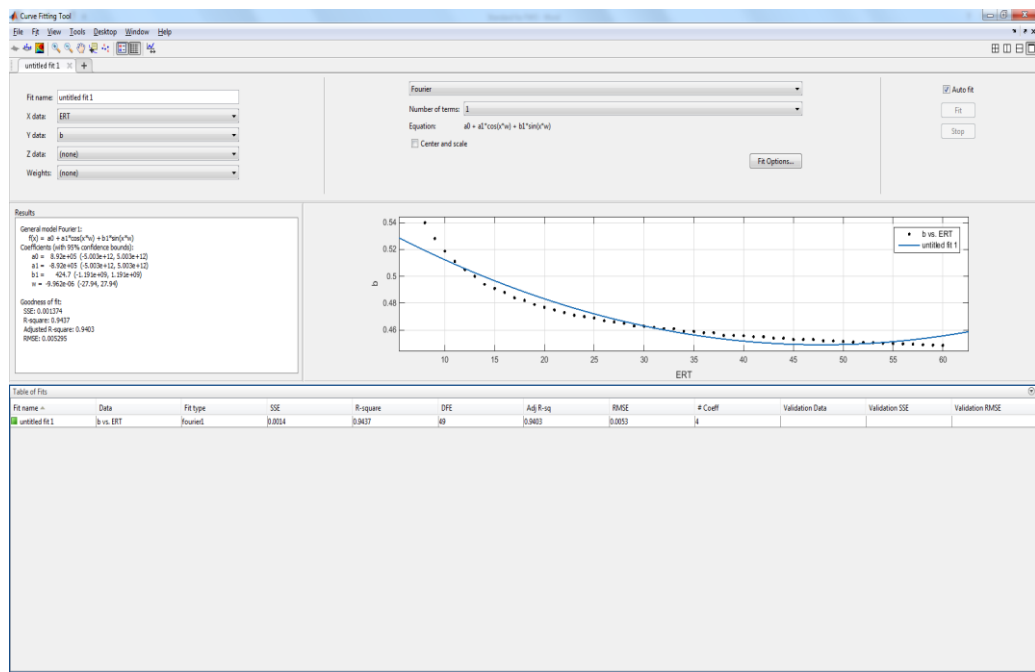 Curve Fitting Tool
File Fit View Tools Desktop Window Help
untitled fit 1
Fit name: untitled fit 1
X data: ERT
Y data: b
Z data: (none)
Weights: (none)
Fourier
Number of terms: 1
Equation: a0 + a1*cos(x*w) + b1*sin(x*w)
Center and scale
Fit Options...
Auto fit
Fit
Stop
Results
General model Fourier1:
f(x) = a0 + a1*cos(x*w) + b1*sin(x*w)
Coefficients (with 95% confidence bounds):
a0 = 8.92e+05 (-5.003e+12, 5.003e+12)
a1 = -8.92e+05 (-5.003e+12, 5.003e+12)
b1 = 424.7 (-1.191e+09, 1.191e+09)
w = -9.962e-06 (-27.94, 27.94)
Goodness of fit:
SSE: 0.001374
R-square: 0.9437
Adjusted R-square: 0.9403
RMSE: 0.005295
0.54
0.52
0.5
0.48
0.46
b
10 15 20 25 30 35 40 45 50 55 60
ERT
b vs. ERT
untitled fit 1
Table of Fits
Fit name Data Fit type SSE R-square DFE Adj R-sq RMSE # Coeff Validation Data Validation SSE Validation RMSE
untitled fit 1 b vs. ERT fourier1 0.0014 0.9437 49 0.9403 0.0053 4